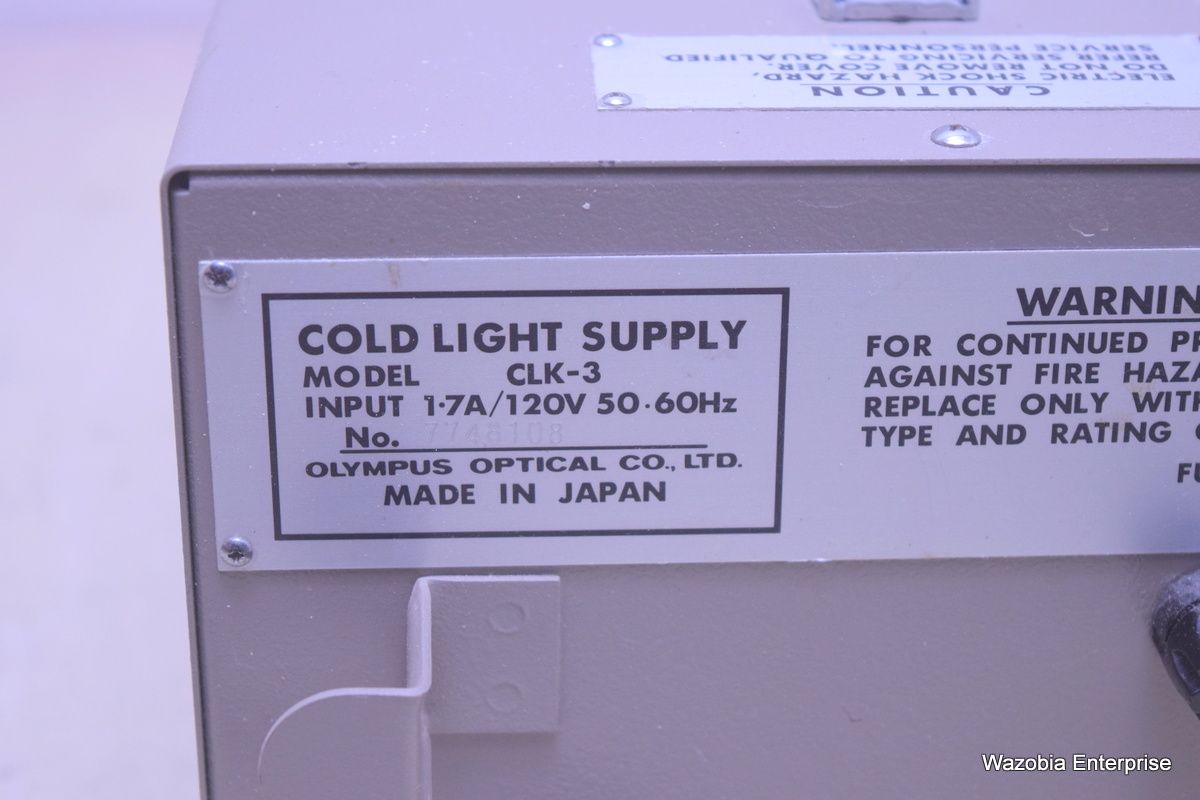 CAUTION
ELECTRIC SHOCK HAZARD.
DO NOT REMOVE COVER.
REFER SERVICING TO QUALIFIED.
SERVICE PERSONNEL.
COLD LIGHT SUPPLY
MODEL CLK-3
INPUT 1·7A/120V 50·60Hz
No. 7748108
OLYMPUS OPTICAL CO., LTD.
MADE IN JAPAN
WARNIN
FOR CONTINUED PR
AGAINST FIRE HAZA
REPLACE ONLY WITH
TYPE AND RATING
FU
Wazobia Enterprise